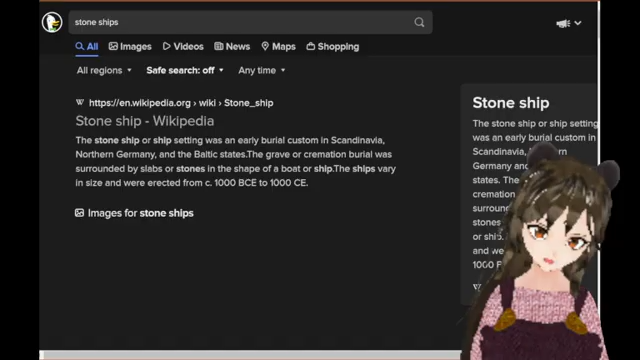 stone ships
All
Images
Videos
News
Maps
Shopping
All regions
Safe search: off
Any time
W https://en.wikipedia.org › wiki › Stone_ship
Stone ship - Wikipedia
The stone ship or ship setting was an early burial custom in Scandinavia,
Northern Germany, and the Baltic states.The grave or cremation burial was
surrounded by slabs or stones in the shape of a boat or ship.The ships vary
in size and were erected from c. 1000 BCE to 1000 CE.
Images for stone ships
Stone ship
The stone ship or ship setting
was an early burial custom in
Scandinavia, Northern
Germany and
states. The
cremation
surround
stones
or ship.
and we
1000 B
W